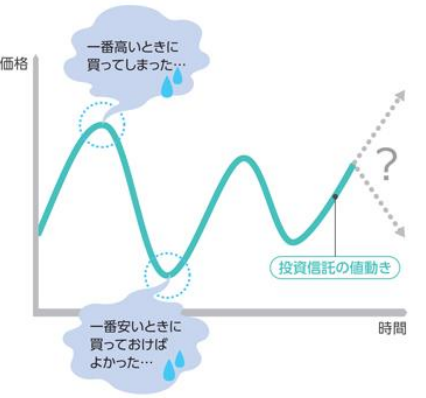 一番高いときに
買ってしまった…
価格
?
投資信託の値動き
時間
一番安いときに
買っておけば
よかった…